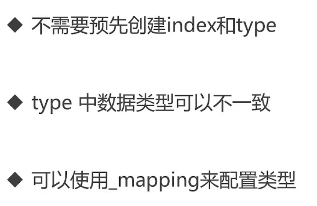 ◆ 不需要预先创建index和type
◆ type 中数据类型可以不一致
◆ 可以使用_mapping来配置类型